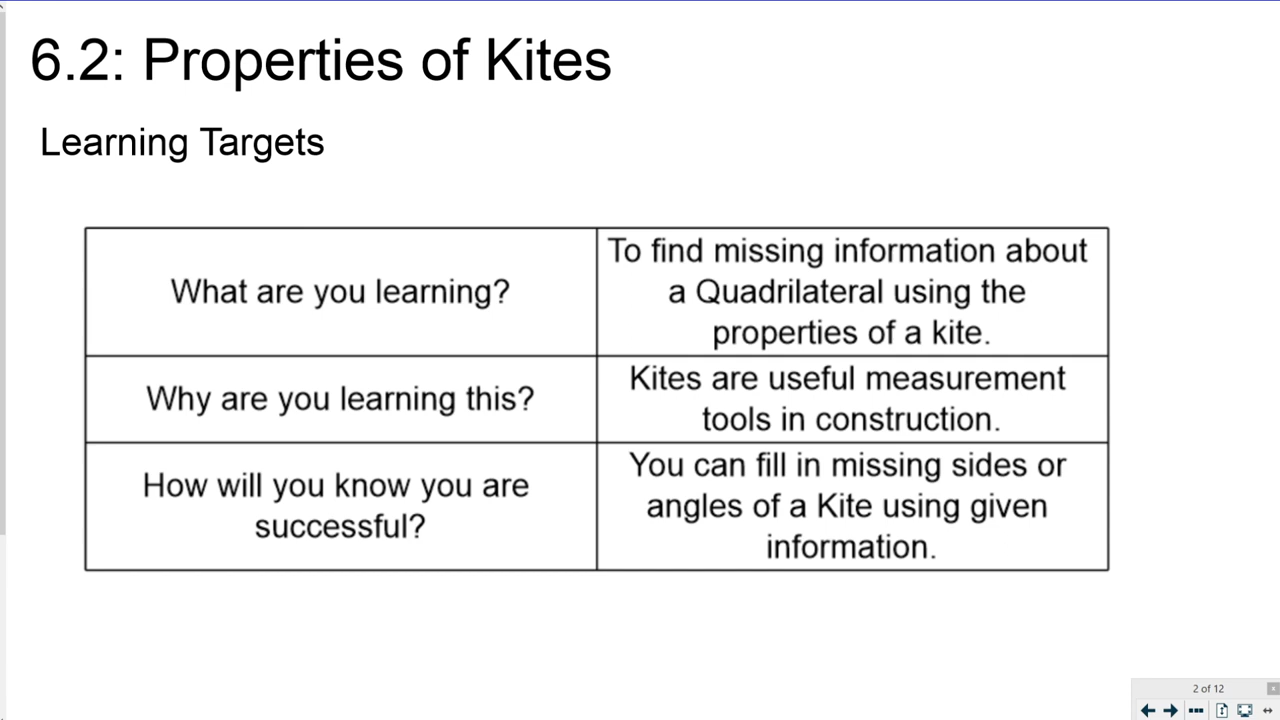 6.2: Properties of Kites
Learning Targets
What are you learning?
To find missing information about
a Quadrilateral using the
properties of a kite.
Why are you learning this?
Kites are useful measurement
tools in construction.
How will you know you are
successful?
You can fill in missing sides or
angles of a Kite using given
information.
2 of 12